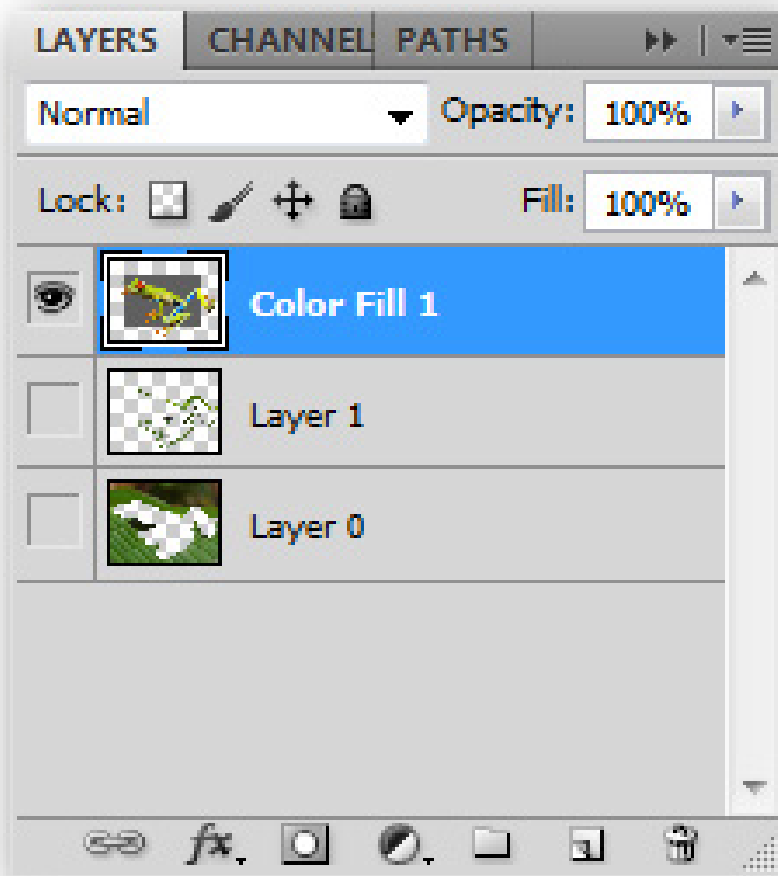 LAYERS CHANNEL PATHS
Normal Opacity: 100%
Lock: Fill: 100%
Color Fill 1
Layer 1
Layer 0
fx.